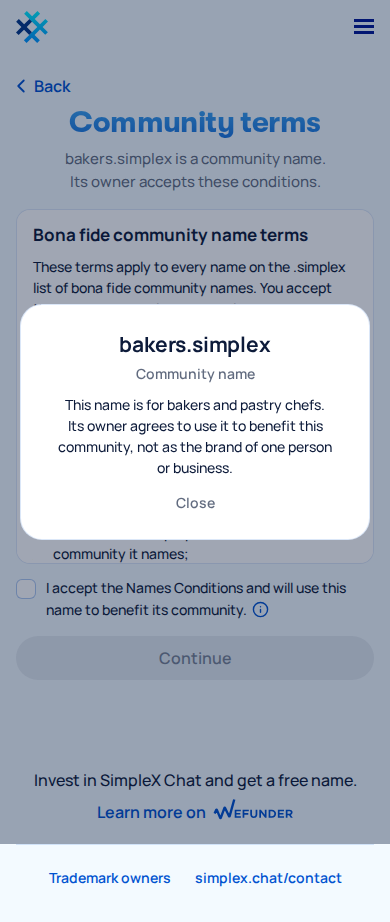 Back
Community terms
bakers.simplex is a community name.
Its owner accepts these conditions.
Bona fide community name terms
These terms apply to every name on the .simplex
list of bona fide community names. You accept
bakers.simplex
Community name
This name is for bakers and pastry chefs.
Its owner agrees to use it to benefit this
community, not as the brand of one person
or business.
Close
community it names;
I accept the Names Conditions and will use this
name to benefit its community.
Continue
Invest in SimpleX Chat and get a free name.
Learn more on WEFUNDER
Trademark owners simplex.chat/contact